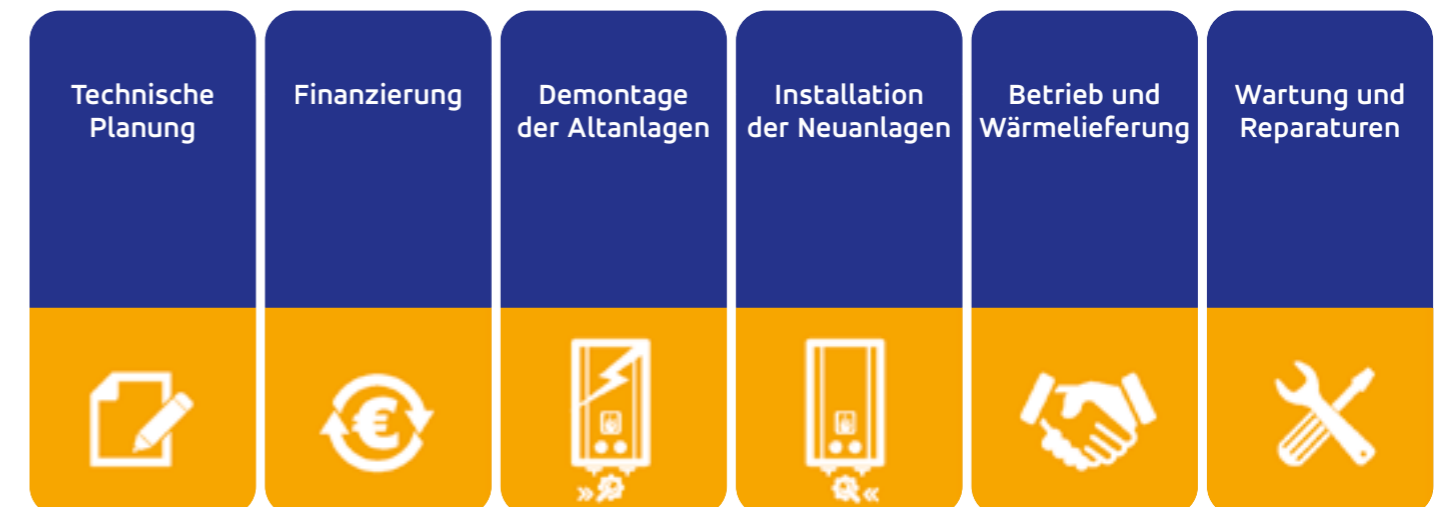 Technische
Planung
Finanzierung
Demontage
der Altanlagen
Installation
der Neuanlagen
Betrieb und
Wärmelieferung
Wartung und
Reparaturen
€
»
«